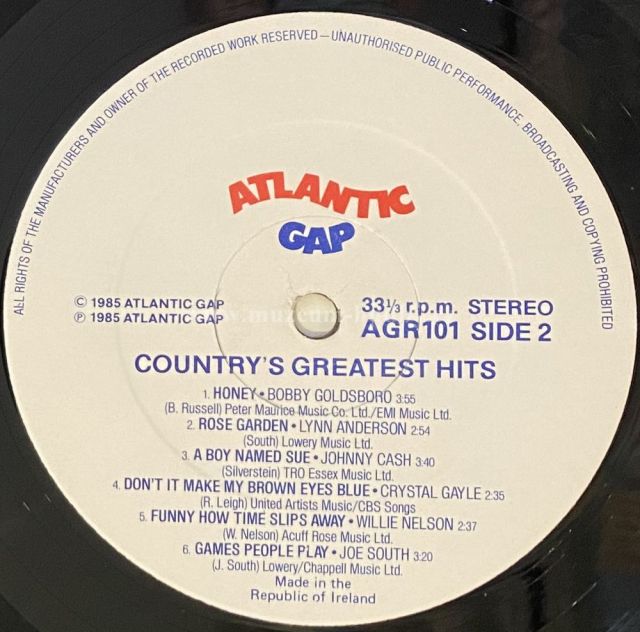 ALL RIGHTS OF THE MANUFACTURERS AND OWNER OF THE RECORDED WORK RESERVED—UNAUTHORISED PUBLIC PERFORMANCE, BROADCASTING AND COPYING PROHIBITED
ATLANTIC
GAP
© 1985 ATLANTIC GAP
℗ 1985 ATLANTIC GAP
33⅓ r.p.m. STEREO
AGR101 SIDE 2
COUNTRY'S GREATEST HITS
1. HONEY • BOBBY GOLDSBORO 3:55
(B. Russell) Peter Maurice Music Co. Ltd./EMI Music Ltd.
2. ROSE GARDEN • LYNN ANDERSON 2:54
(South) Lowery Music Ltd.
3. A BOY NAMED SUE • JOHNNY CASH 3:40
(Silverstein) TRO Essex Music Ltd.
4. DON'T IT MAKE MY BROWN EYES BLUE • CRYSTAL GAYLE 2:35
(R. Leigh) United Artists Music/CBS Songs
5. FUNNY HOW TIME SLIPS AWAY • WILLIE NELSON 2:37
(W. Nelson) Acuff Rose Music Ltd.
6. GAMES PEOPLE PLAY • JOE SOUTH 3:20
(J. South) Lowery/Chappell Music Ltd.
Made in the
Republic of Ireland